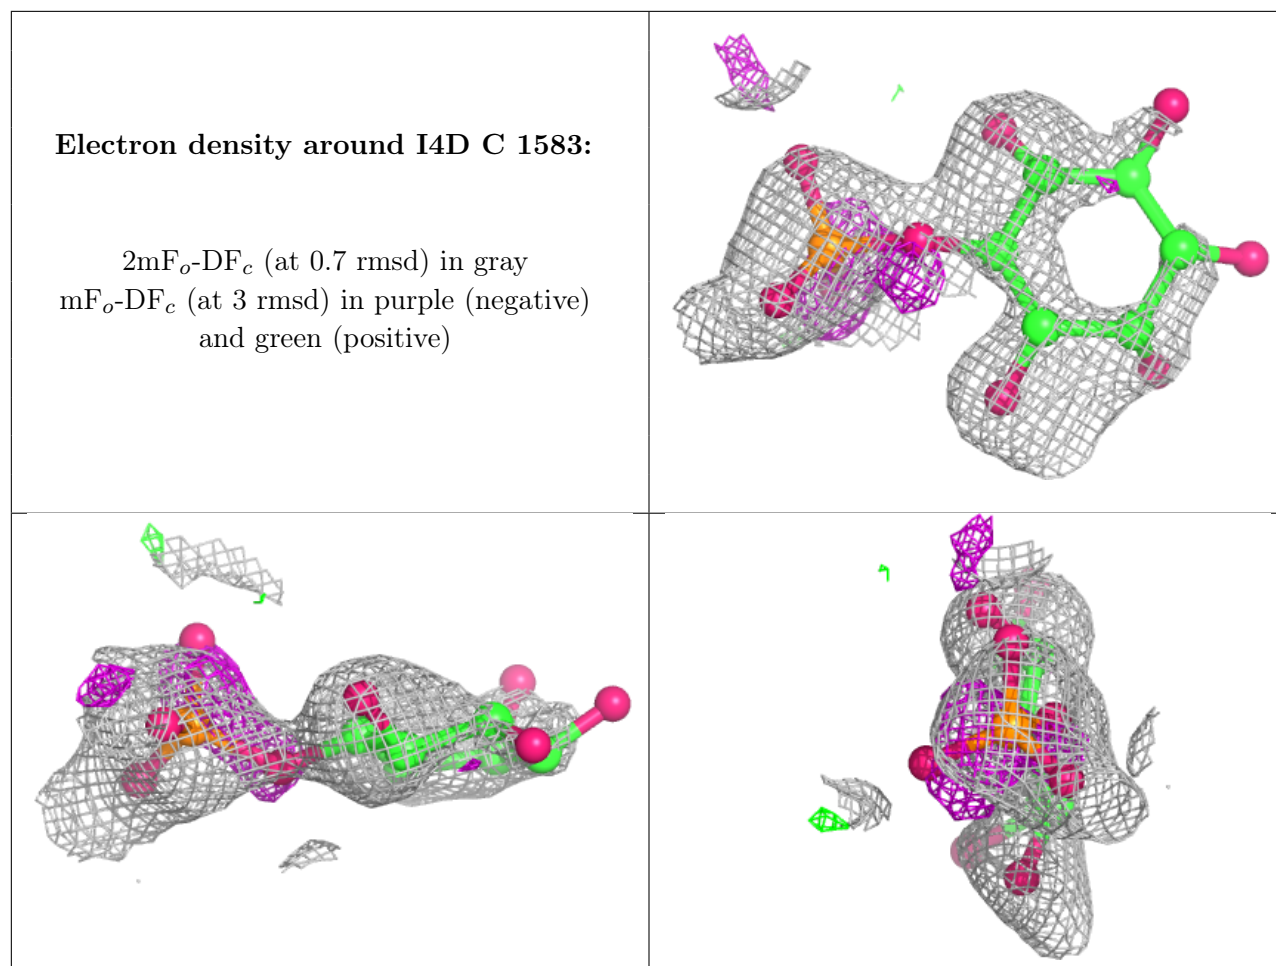 Electron density around I4D C 1583:
2mFo-DFc (at 0.7 rmsd) in gray
mFo-DFc (at 3 rmsd) in purple (negative)
and green (positive)